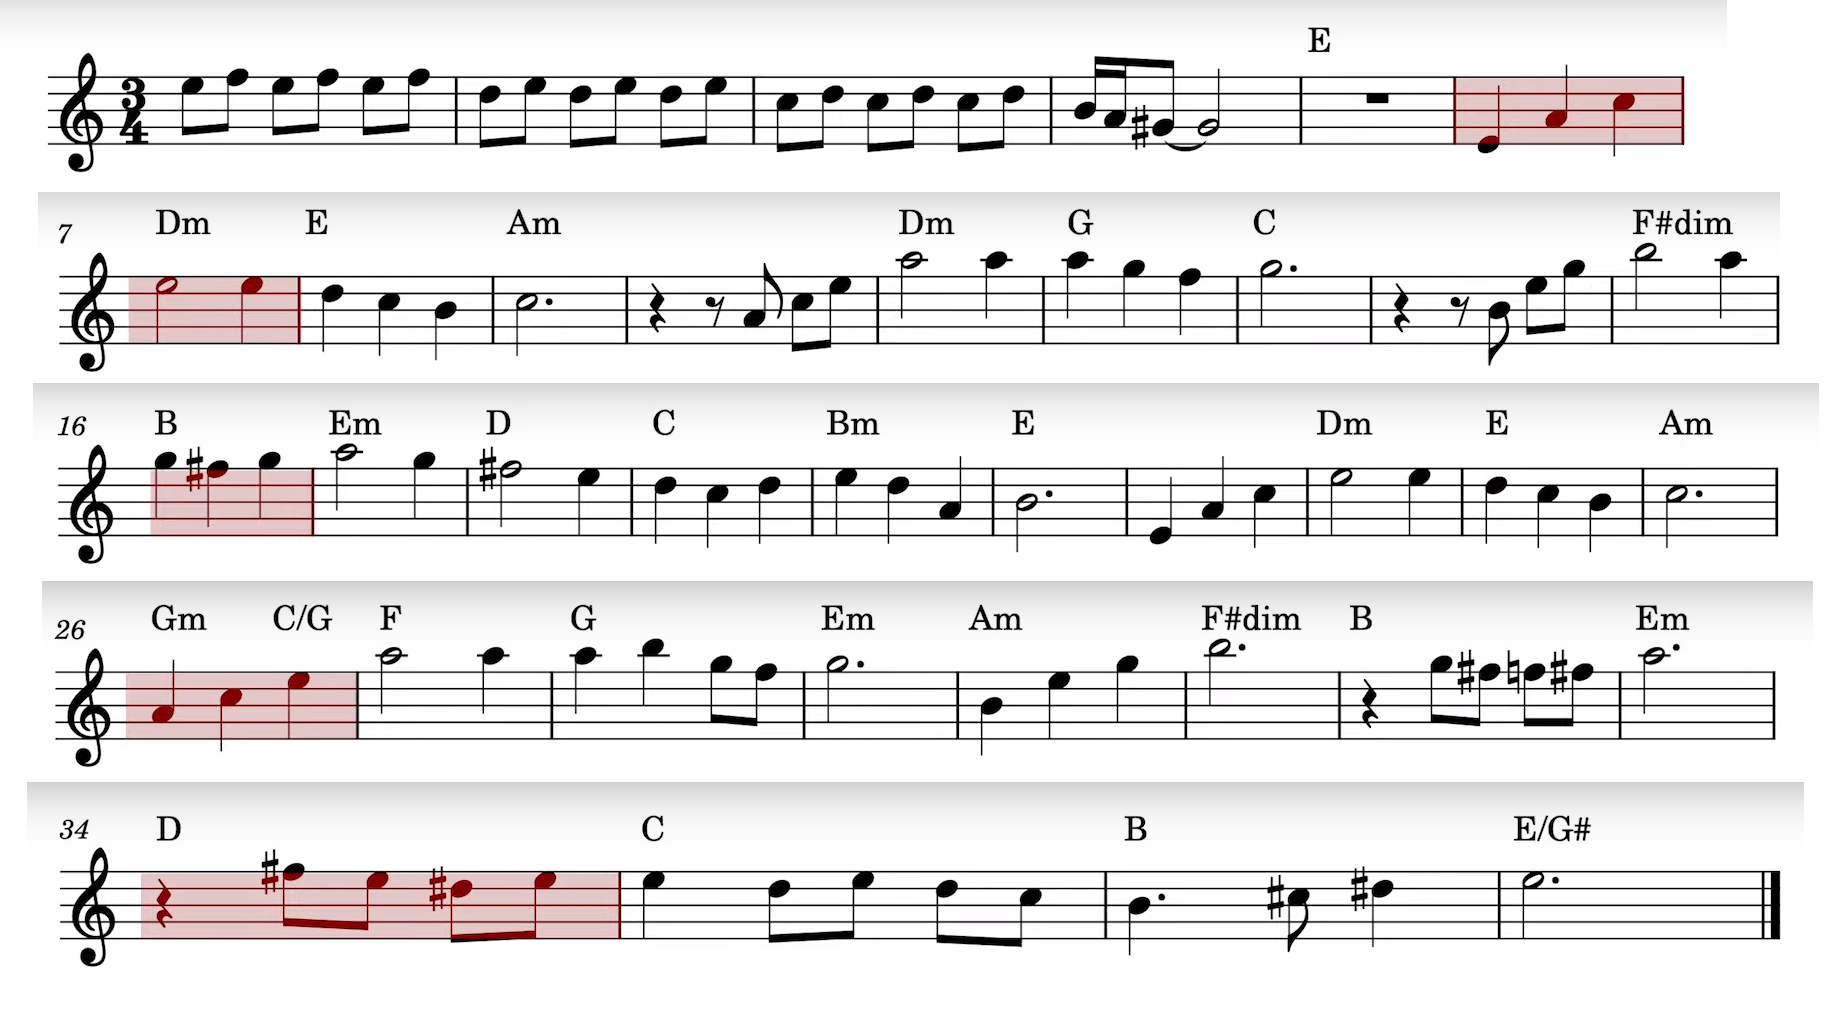 E
3
4
7 Dm E Am Dm G C F#dim
16 B Em D C Bm E Dm E Am
26 Gm C/G F G Em Am F#dim B Em
34 D C B E/G#